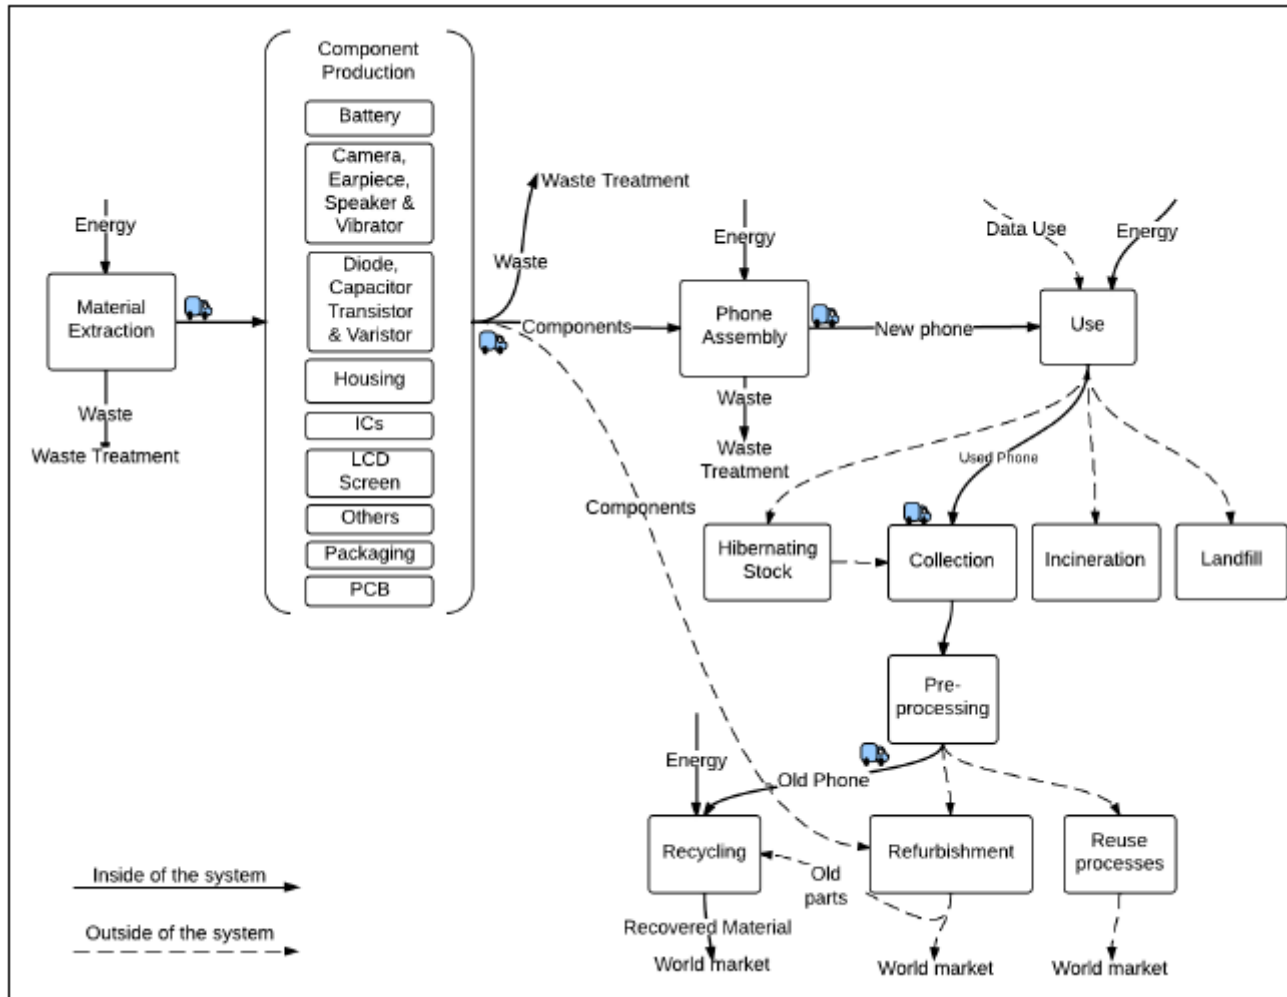 Component
Production
Battery
Camera,
Earpiece,
Speaker &
Vibrator
Diode,
Capacitor
Transistor
& Varistor
Housing
ICs
LCD
Screen
Others
Packaging
PCB
Energy
Material
Extraction
Waste
Waste Treatment
Waste Treatment
Waste
Components
Components
Energy
Phone
Assembly
Waste
Waste
Treatment
New phone
Data Use
Energy
Use
Used Phone
Hibernating
Stock
Collection
Incineration
Landfill
Pre-
processing
Energy
Old Phone
Recycling
Refurbishment
Reuse
processes
Old
parts
Recovered Material
World market
World market
World market
Inside of the system
Outside of the system